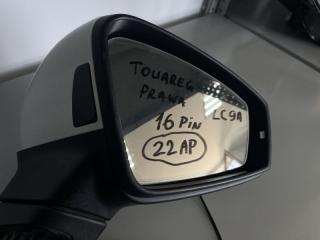 TOUAREG
PRAWA
LC9A
16 PiN
22 AP